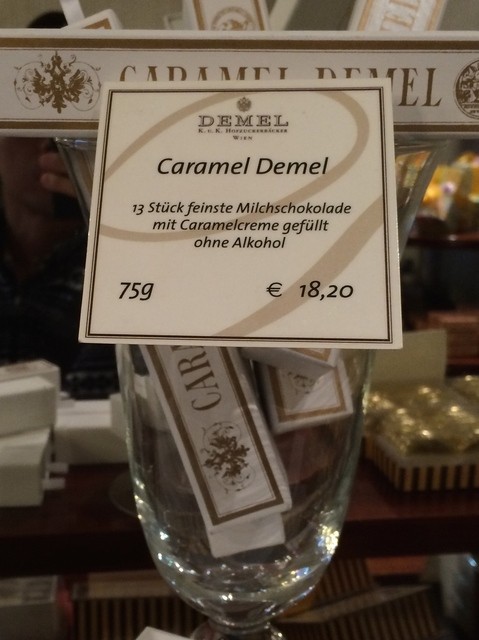 CARAMEL DEMEL
DEMEL
K. u. K. HOFZUCKERBÄCKER
WIEN
Caramel Demel
13 Stück feinste Milchschokolade
mit Caramelcreme gefüllt
ohne Alkohol
75g € 18,20
CAR